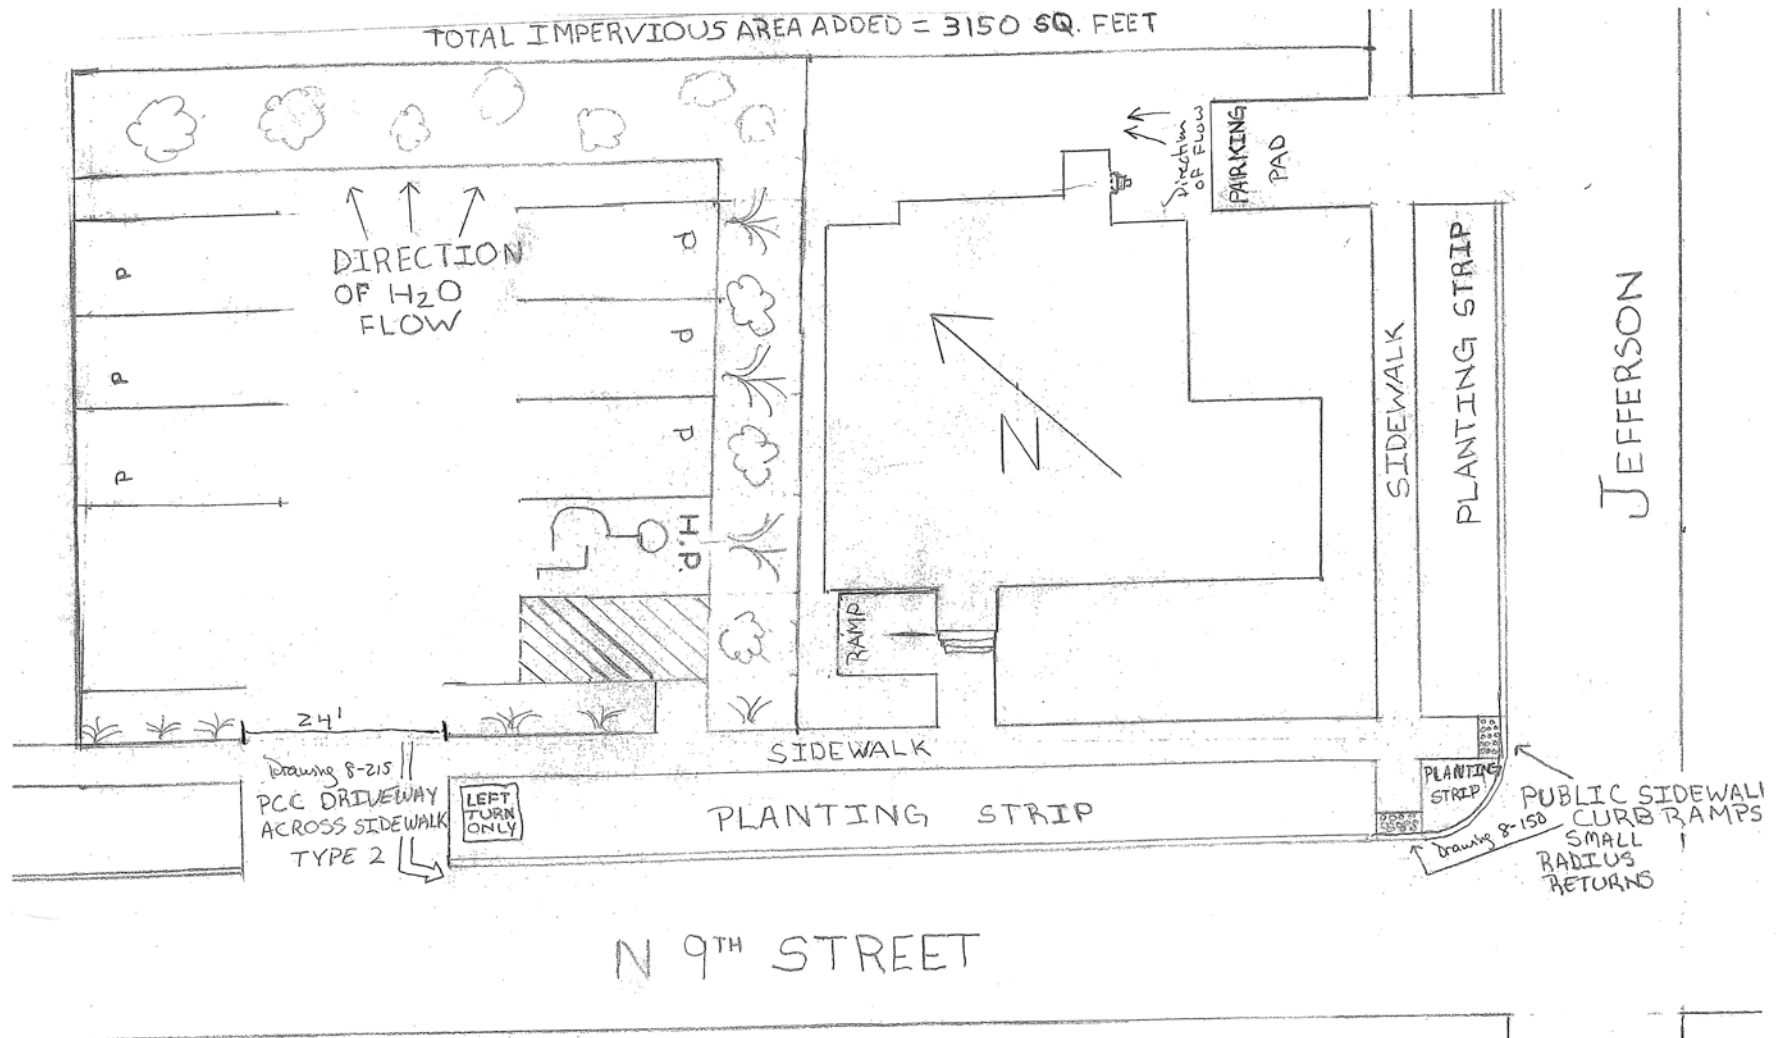 TOTAL IMPERVIOUS AREA ADDED = 3150 SQ. FEET
Direction
OF FLOW
PARKING
PAD
DIRECTION
OF H2O
FLOW
P
P
P
P
P
P
H.P.
N
RAMP
SIDEWALK
PLANTING STRIP
JEFFERSON
24'
SIDEWALK
Drawing 8-215
PCC DRIVEWAY
ACROSS SIDEWALK
TYPE 2
LEFT
TURN
ONLY
PLANTING STRIP
PLANTING
STRIP
PUBLIC SIDEWAL
CURB RAMPS
Drawing 8-150
SMALL
RADIUS
RETURNS
N 9TH STREET